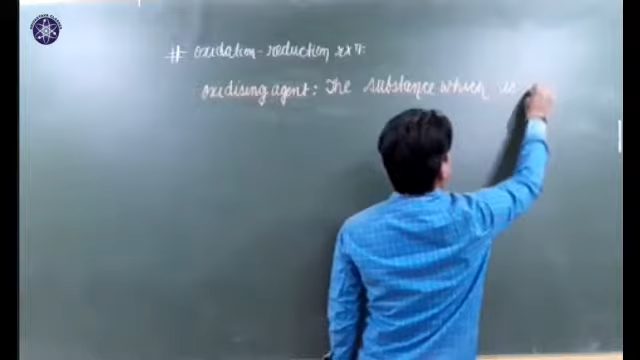 # oxidation-reduction rxn:
oxidising agent: The substance which is